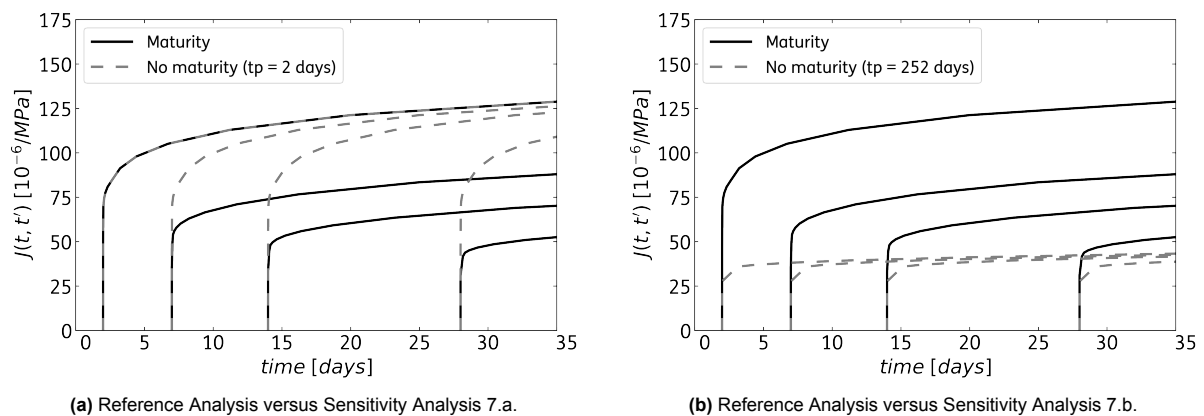 175
150
125
100
75
50
25
0
J(t, t′) [10⁻⁶/MPa]
Maturity
No maturity (tp = 2 days)
0 5 10 15 20 25 30 35
time [days]
(a) Reference Analysis versus Sensitivity Analysis 7.a.
175
150
125
100
75
50
25
0
J(t, t′) [10⁻⁶/MPa]
Maturity
No maturity (tp = 252 days)
0 5 10 15 20 25 30 35
time [days]
(b) Reference Analysis versus Sensitivity Analysis 7.b.